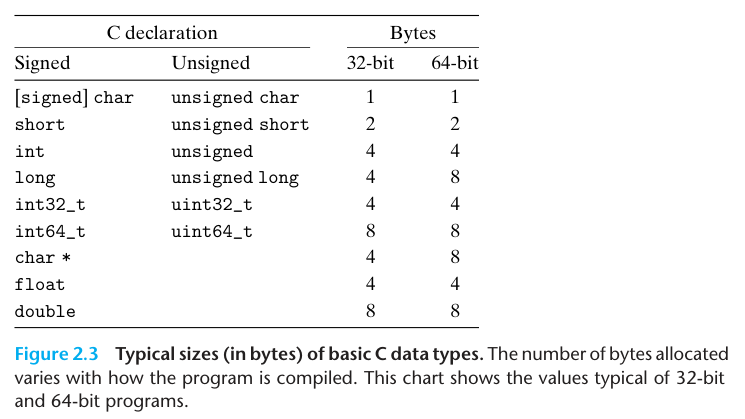 C declaration Bytes
Signed Unsigned 32-bit 64-bit
[signed] char unsigned char 1 1
short unsigned short 2 2
int unsigned 4 4
long unsigned long 4 8
int32_t uint32_t 4 4
int64_t uint64_t 8 8
char * 4 8
float 4 4
double 8 8
Figure 2.3 Typical sizes (in bytes) of basic C data types. The number of bytes allocated
varies with how the program is compiled. This chart shows the values typical of 32-bit
and 64-bit programs.